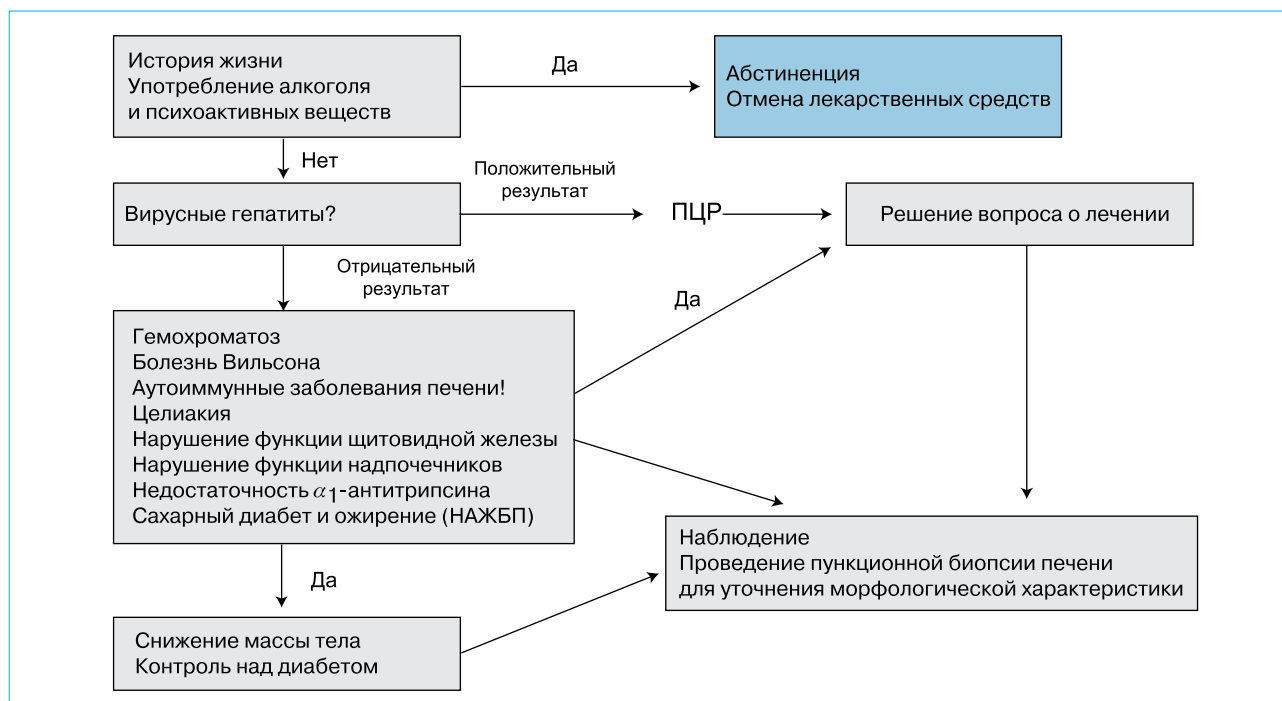 История жизни
Употребление алкоголя
и психоактивных веществ
Да
Абстиненция
Отмена лекарственных средств
Нет
Вирусные гепатиты?
Положительный
результат
ПЦР
Решение вопроса о лечении
Отрицательный
результат
Гемохроматоз
Болезнь Вильсона
Аутоиммунные заболевания печени!
Целиакия
Нарушение функции щитовидной железы
Нарушение функции надпочечников
Недостаточность α1-антитрипсина
Сахарный диабет и ожирение (НАЖБП)
Да
Да
Снижение массы тела
Контроль над диабетом
Наблюдение
Проведение пункционной биопсии печени
для уточнения морфологической характеристики